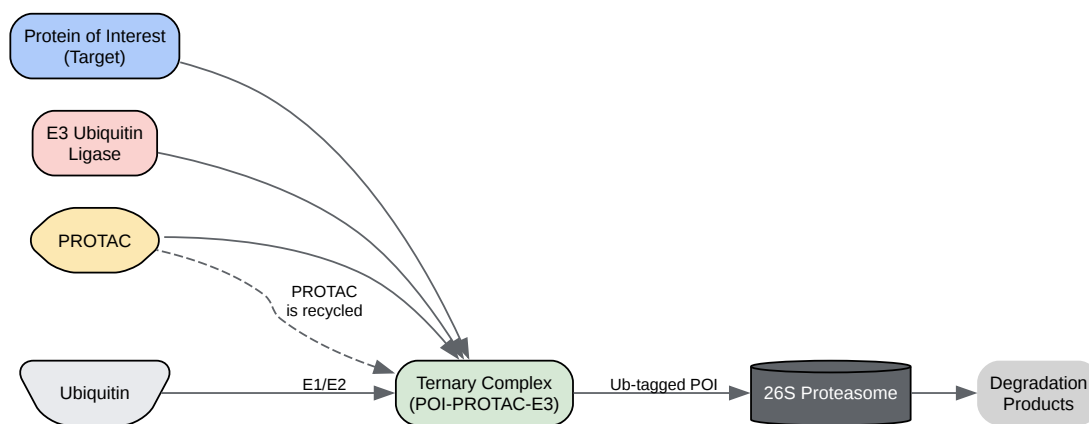 Protein of Interest
(Target)
E3 Ubiquitin
Ligase
PROTAC
PROTAC
is recycled
Ubiquitin
E1/E2
Ternary Complex
(POI-PROTAC-E3)
Ub-tagged POI
26S Proteasome
Degradation
Products